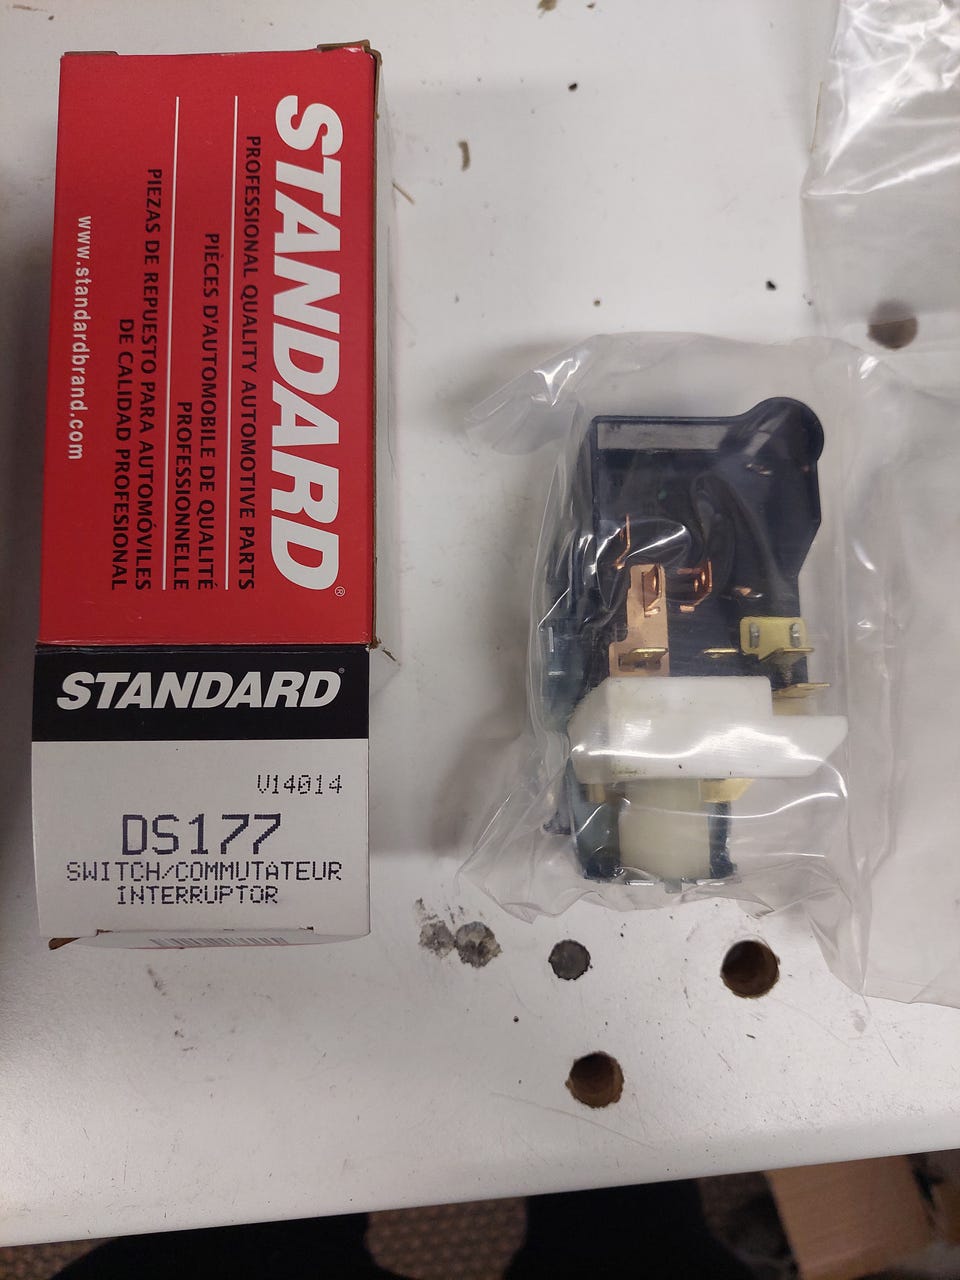 STANDARD®
PROFESSIONAL QUALITY AUTOMOTIVE PARTS
PIÈCES D'AUTOMOBILE DE QUALITÉ
PROFESSIONNELLE
PIEZAS DE REPUESTO PARA AUTOMÓVILES
DE CALIDAD PROFESIONAL
www.standardbrand.com
STANDARD®
V14014
DS177
SWITCH/COMMUTATEUR
INTERRUPTOR